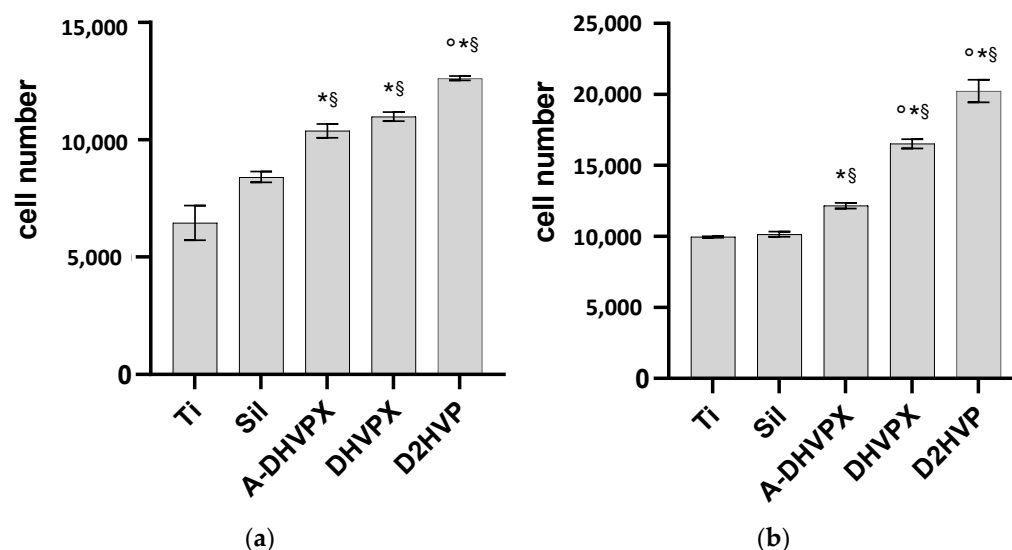 15,000
10,000
5,000
0
cell number
*§
*§
°*§
Ti
Sil
A-DHVPX
DHVPX
D2HVP
(a)
25,000
20,000
15,000
10,000
5,000
0
cell number
*§
°*§
°*§
Ti
Sil
A-DHVPX
DHVPX
D2HVP
(b)